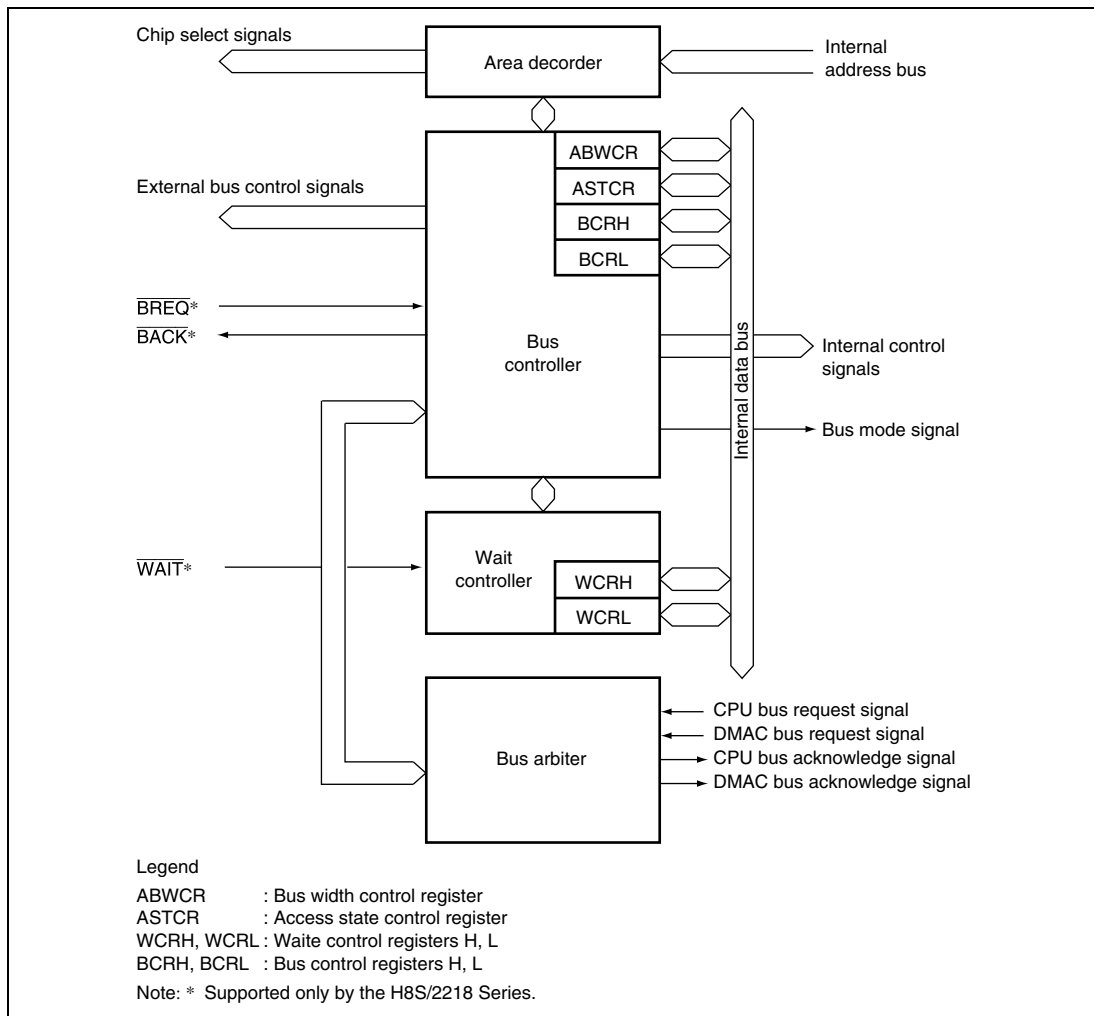 Chip select signals
Area decorder
Internal
address bus
ABWCR
ASTCR
External bus control signals
BCRH
BCRL
BREQ*
BACK*
Bus
controller
Internal data bus
Internal control
signals
Bus mode signal
WAIT*
Wait
controller
WCRH
WCRL
CPU bus request signal
DMAC bus request signal
Bus arbiter
CPU bus acknowledge signal
DMAC bus acknowledge signal
Legend
ABWCR : Bus width control register
ASTCR : Access state control register
WCRH, WCRL : Waite control registers H, L
BCRH, BCRL : Bus control registers H, L
Note: * Supported only by the H8S/2218 Series.